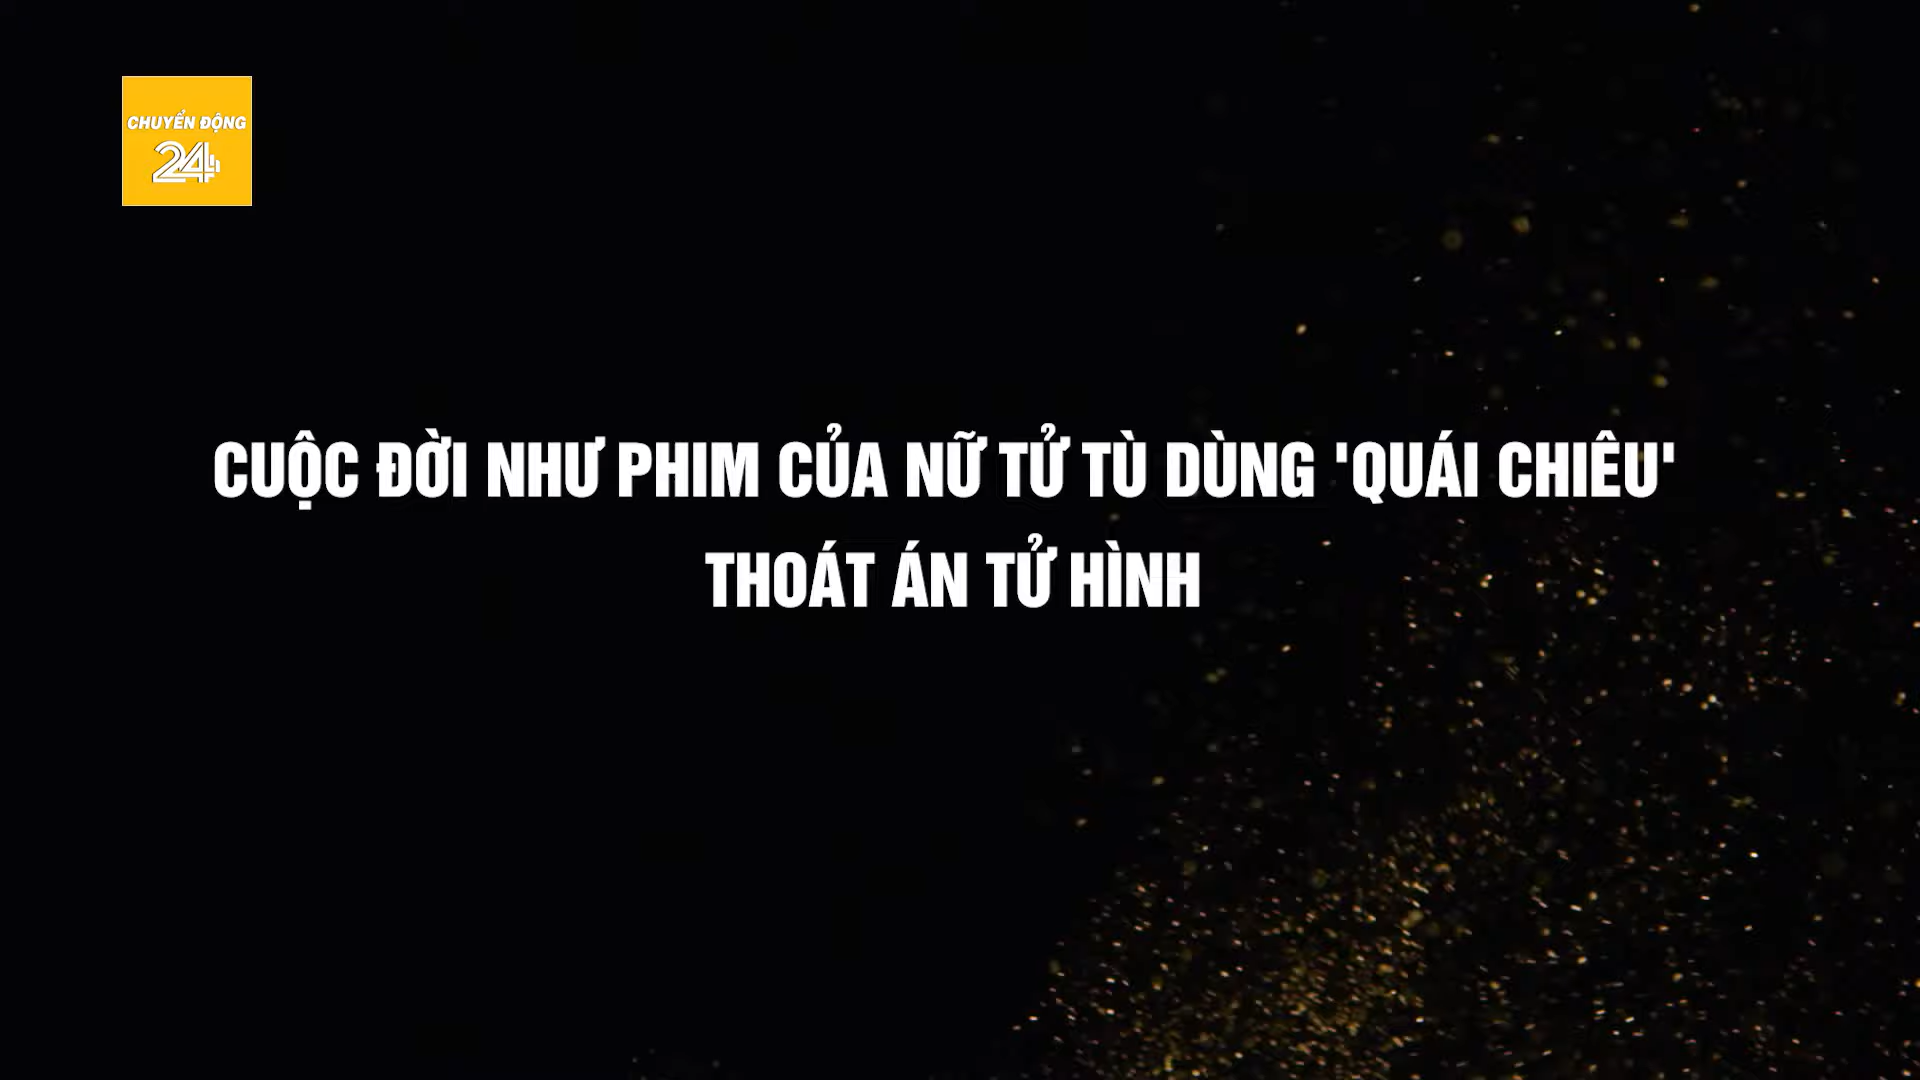 CHUYỂN ĐỘNG
24h
CUỘC ĐỜI NHƯ PHIM CỦA NỮ TỬ TÙ DÙNG 'QUÁI CHIÊU'
THOÁT ÁN TỬ HÌNH